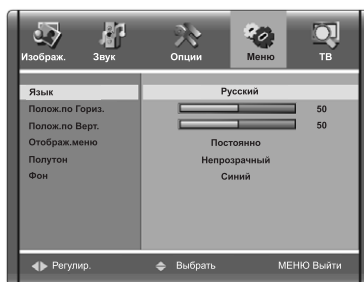 Изображ. Звук Опции Меню ТВ
Язык Русский
Полож.по Гориз. 50
Полож.по Верт. 50
Отображ.меню Постоянно
Полутон Непрозрачный
Фон Синий
Регулир. Выбрать МЕНЮ Выйти